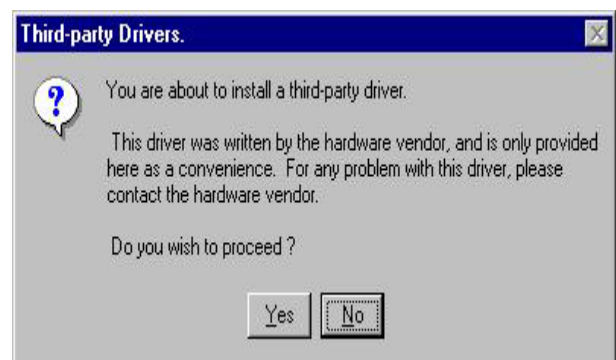 Third-party Drivers.
You are about to install a third-party driver.
This driver was written by the hardware vendor, and is only provided
here as a convenience. For any problem with this driver, please
contact the hardware vendor.
Do you wish to proceed ?
Yes No